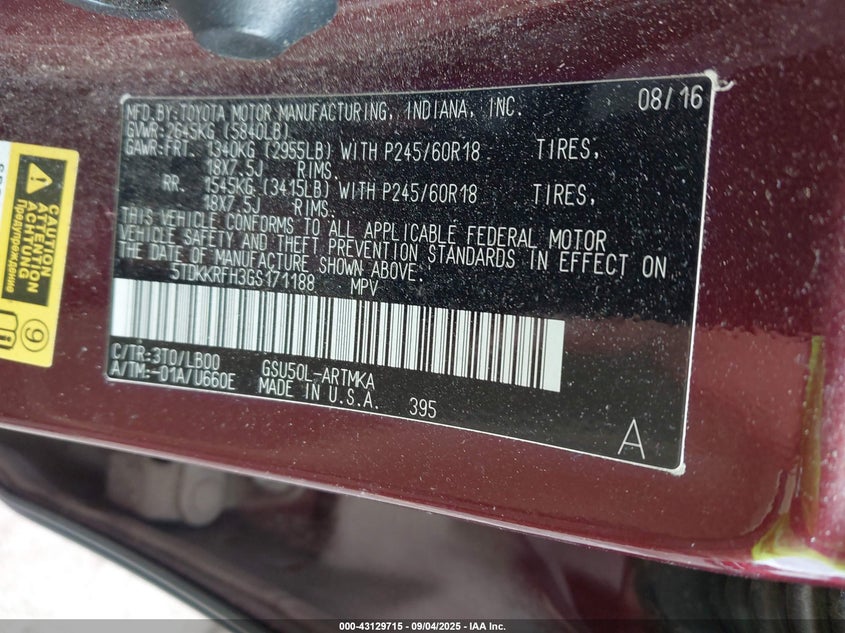 MFD.BY:TOYOTA MOTOR MANUFACTURING, INDIANA, INC. 08/16
GVWR:2645KG (5840LB)
GAWR:FRT. 1340KG (2955LB) WITH P245/60R18 TIRES,
18X7.5J RIMS.
RR. 1545KG (3415LB) WITH P245/60R18 TIRES,
18X7.5J RIMS.
THIS VEHICLE CONFORMS TO ALL APPLICABLE FEDERAL MOTOR
VEHICLE SAFETY AND THEFT PREVENTION STANDARDS IN EFFECT ON
THE DATE OF MANUFACTURE SHOWN ABOVE.
5TDKKRFH3GS171188 MPV
C/TR:3T0/LB00 GSU50L-ARTMKA
A/TM:-01A/U660E MADE IN U.S.A. 395
A
CAUTION
ATTENTION
ACHTUNG
Предупреждение
9
000-43129715 - 09/04/2025 - IAA Inc.